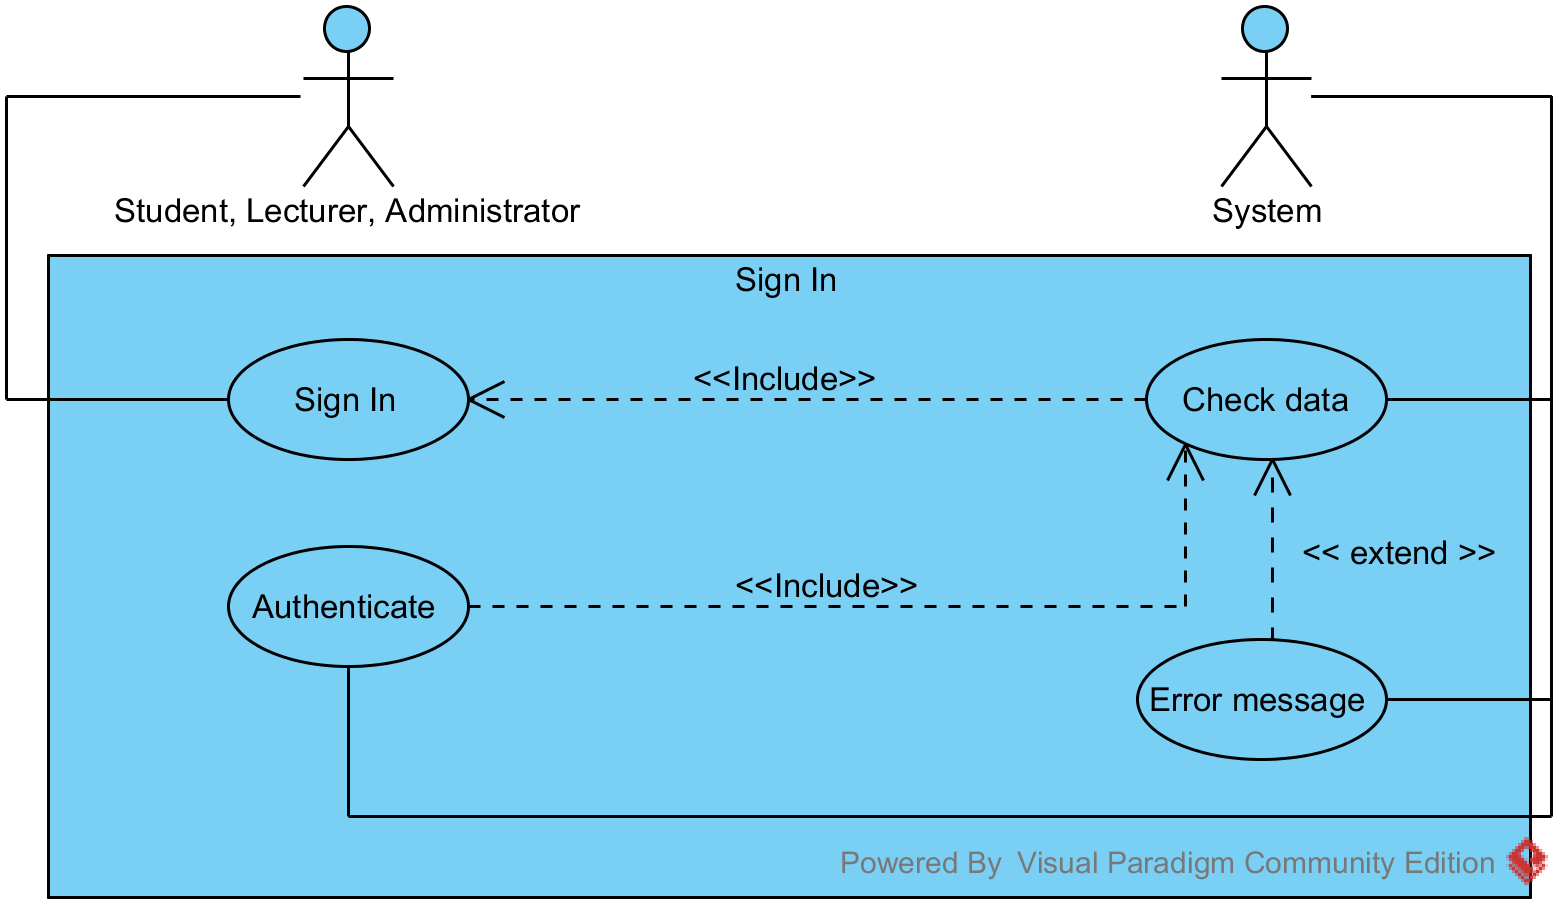 Student, Lecturer, Administrator
System
Sign In
Sign In
<<Include>>
Check data
Authenticate
<<Include>>
<< extend >>
Error message
Powered By  Visual Paradigm Community Edition